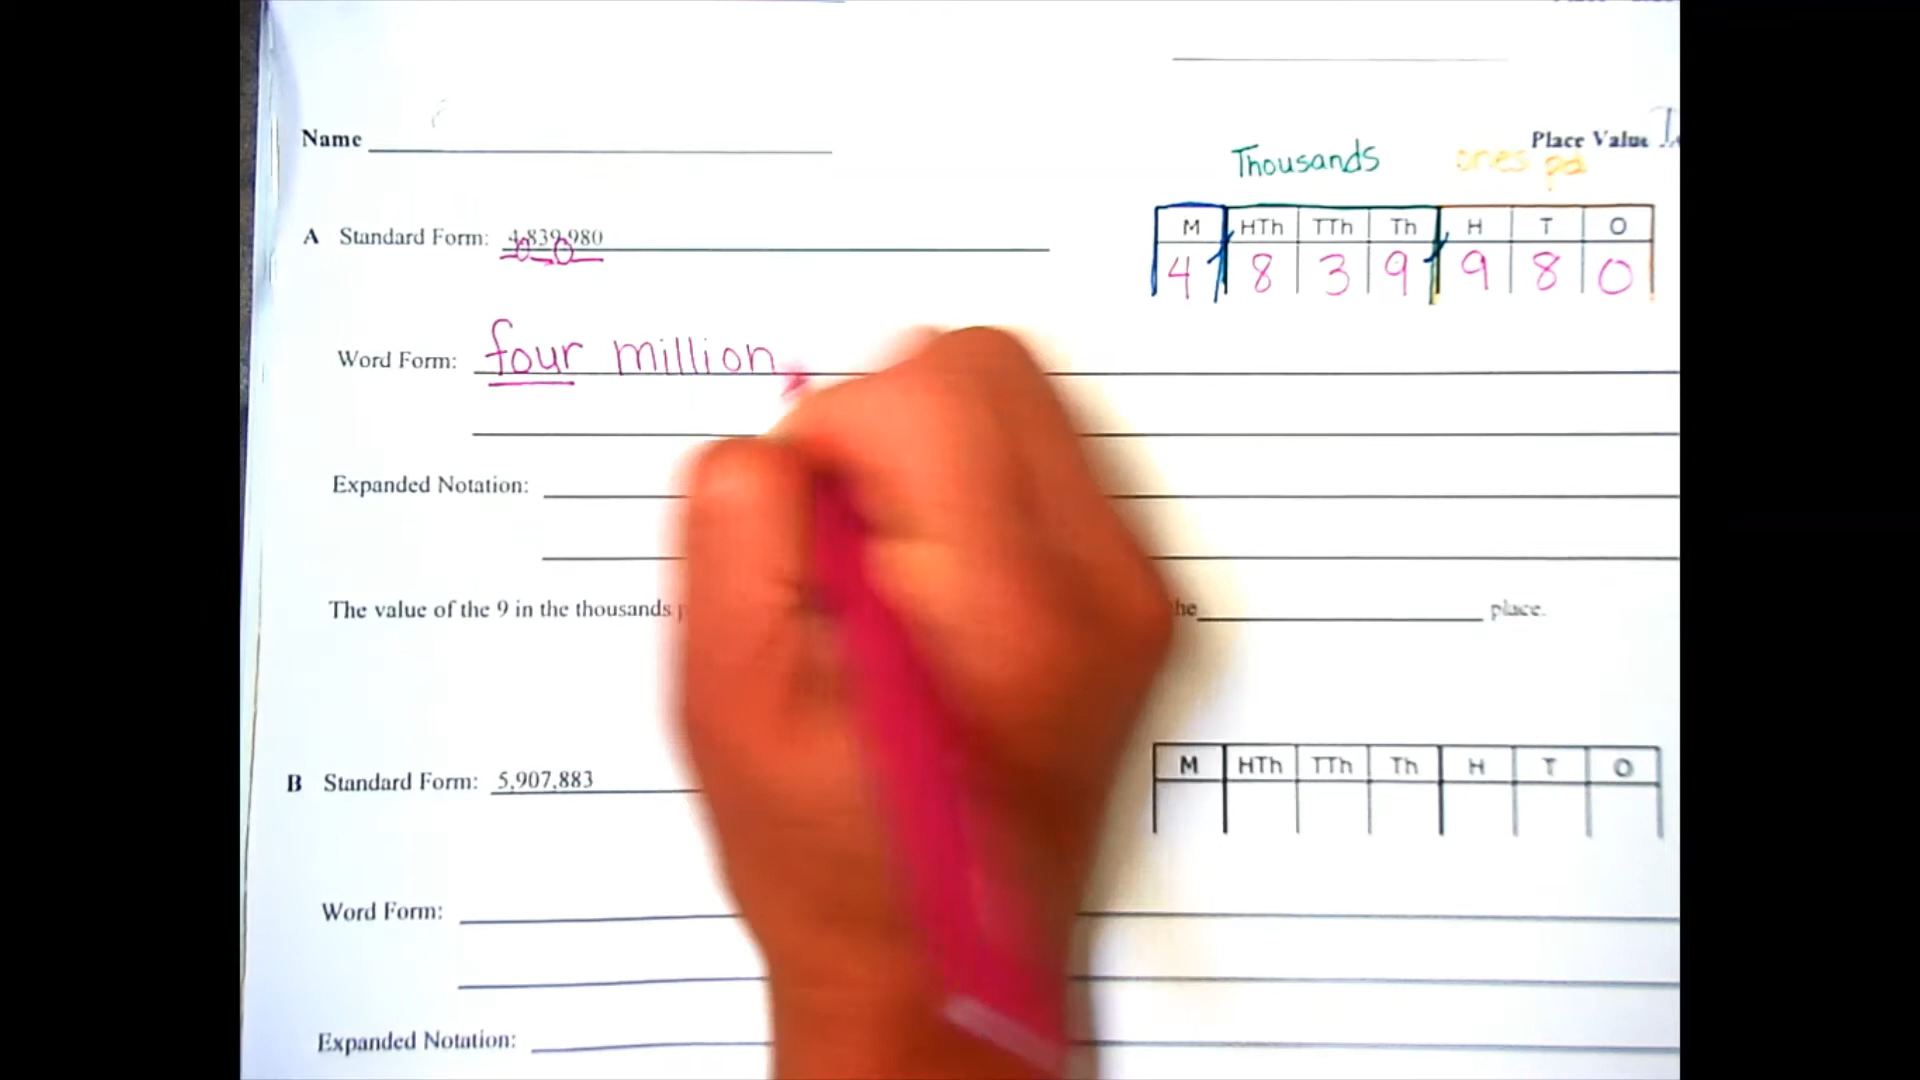 Name Place Value
Thousands ones pa
A Standard Form: 4,839,980
M HTh TTh Th H T O
4 8 3 9 9 8 0
Word Form: four million,
Expanded Notation:
The value of the 9 in the thousands
place.
B Standard Form: 5,907,883
M HTh TTh Th H T O
Word Form:
Expanded Notation: